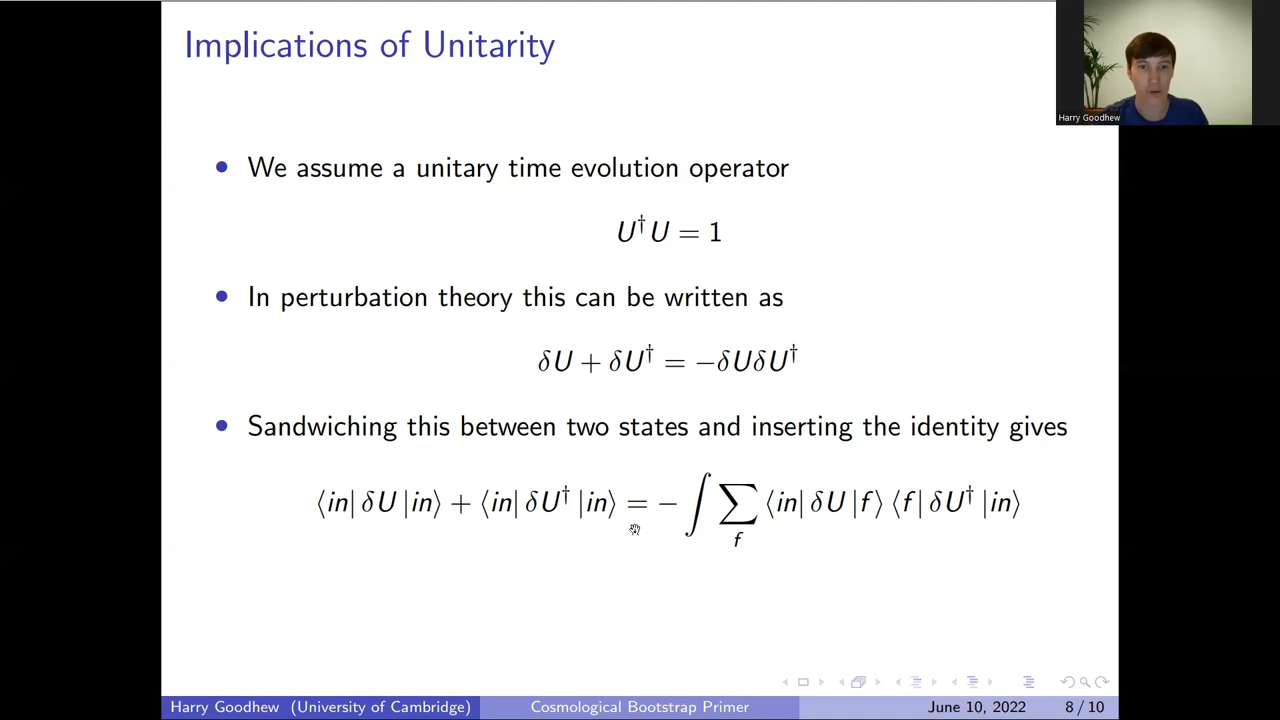 Implications of Unitarity
Harry Goodhew
• We assume a unitary time evolution operator
U†U = 1
• In perturbation theory this can be written as
δU + δU† = −δUδU†
• Sandwiching this between two states and inserting the identity gives
⟨in| δU |in⟩ + ⟨in| δU† |in⟩ = − ∫ ∑_f ⟨in| δU |f⟩ ⟨f| δU† |in⟩
Harry Goodhew (University of Cambridge) Cosmological Bootstrap Primer June 10, 2022 8 / 10